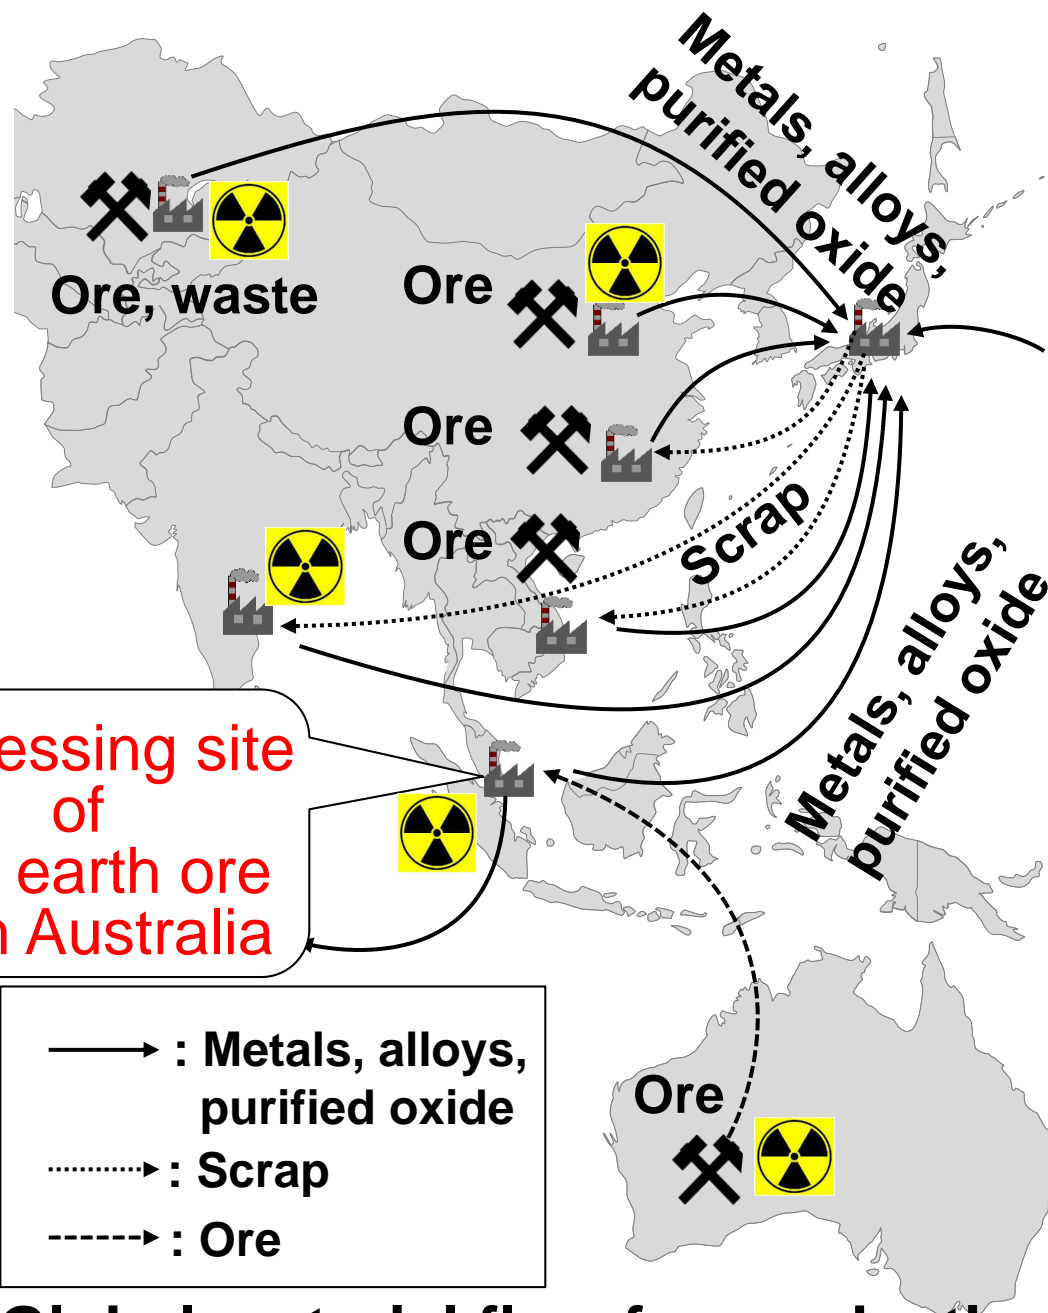 Metals, alloys,
purified oxide
Ore, waste
Ore
Ore
Ore
Scrap
Metals, alloys,
purified oxide
essing site
of
earth ore
Australia
: Metals, alloys,
purified oxide
: Scrap
: Ore
Ore